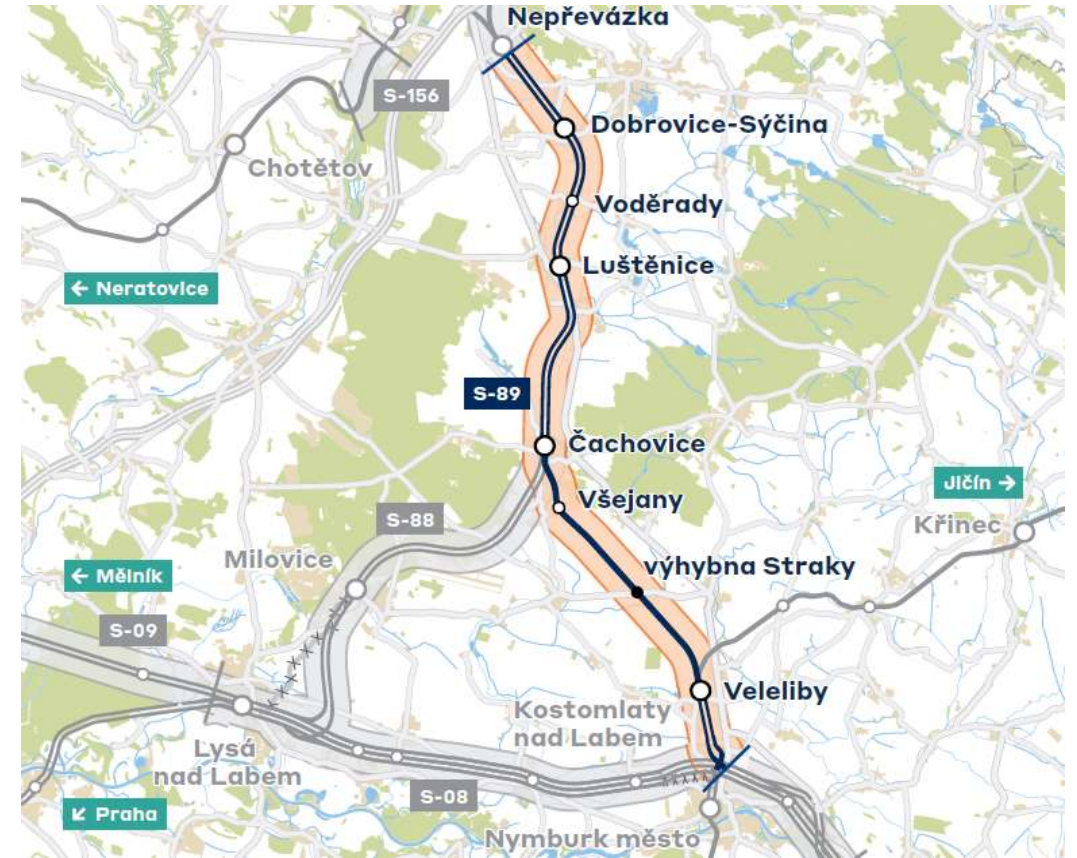 Nepřevázka
S-156
Dobrovice-Sýčina
Chotětov
Voděrady
Luštěnice
← Neratovice
S-89
Čachovice
Jičín →
Všejany
S-88
Křinec
Milovice
výhybna Straky
← Mělník
S-09
Veleliby
Kostomlaty
nad Labem
Lysá
nad Labem
S-08
↙ Praha
Nymburk město